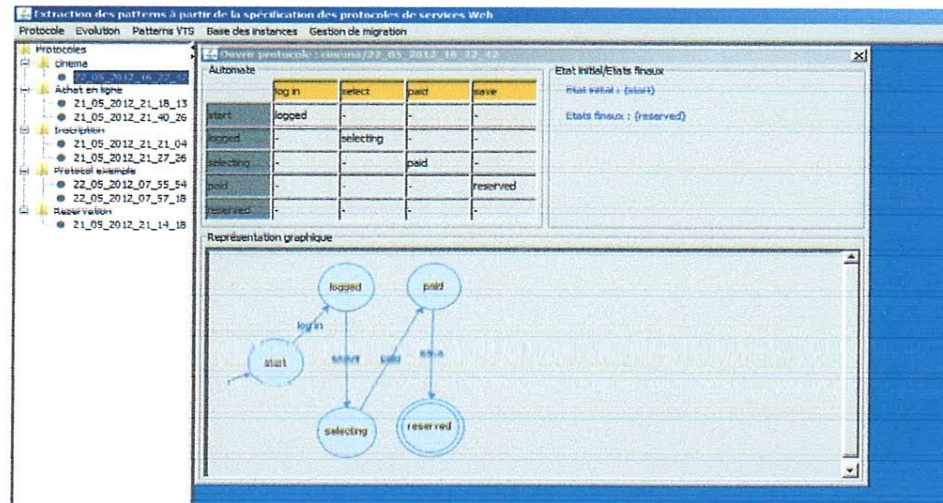 Extraction des patterns à partir de la spécification des protocoles de services Web
Protocole Evolution Patterns VTS Base des instances Gestion de migration
Protocoles
cinema
22_05_2012_16_22_42
Achat en ligne
21_05_2012_21_18_13
21_05_2012_21_40_26
Inscription
21_05_2012_21_21_04
21_05_2012_21_27_26
Protocol exemple
22_05_2012_07_55_54
22_05_2012_07_57_18
Reservation
21_05_2012_21_14_18
Ouvrir protocole : cinema/22_05_2012_16_22_42
Automate
log in select paid save
start logged - - -
logged - selecting - -
selecting - - paid -
paid - - - reserved
reserved - - - -
Etat initial/Etats finaux
Etat initial : {start}
Etats finaux : {reserved}
Représentation graphique
logged paid
log in
start select paid save
selecting reserved